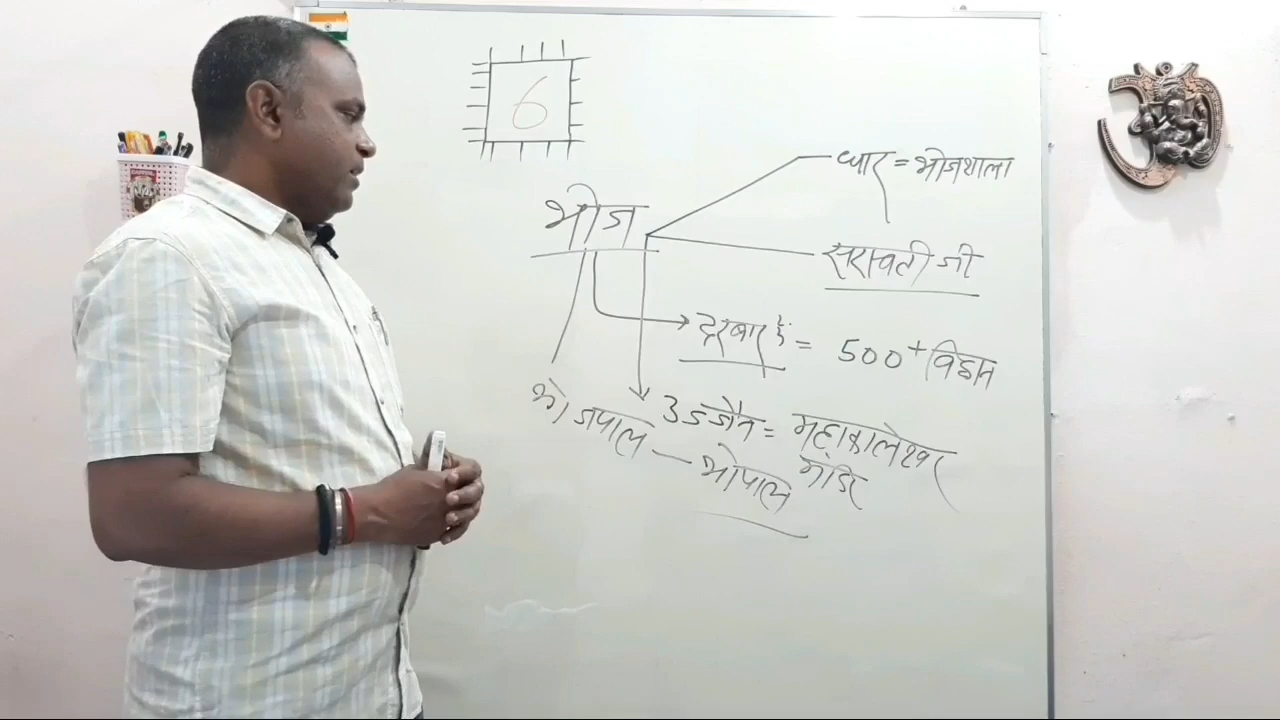 6
धार = भोजशाला
भोज
सरस्वती जी
दरबार में = 500+ विद्वान
उज्जैन = महाकालेश्वर
मंदिर
भोजपाल — भोपाल